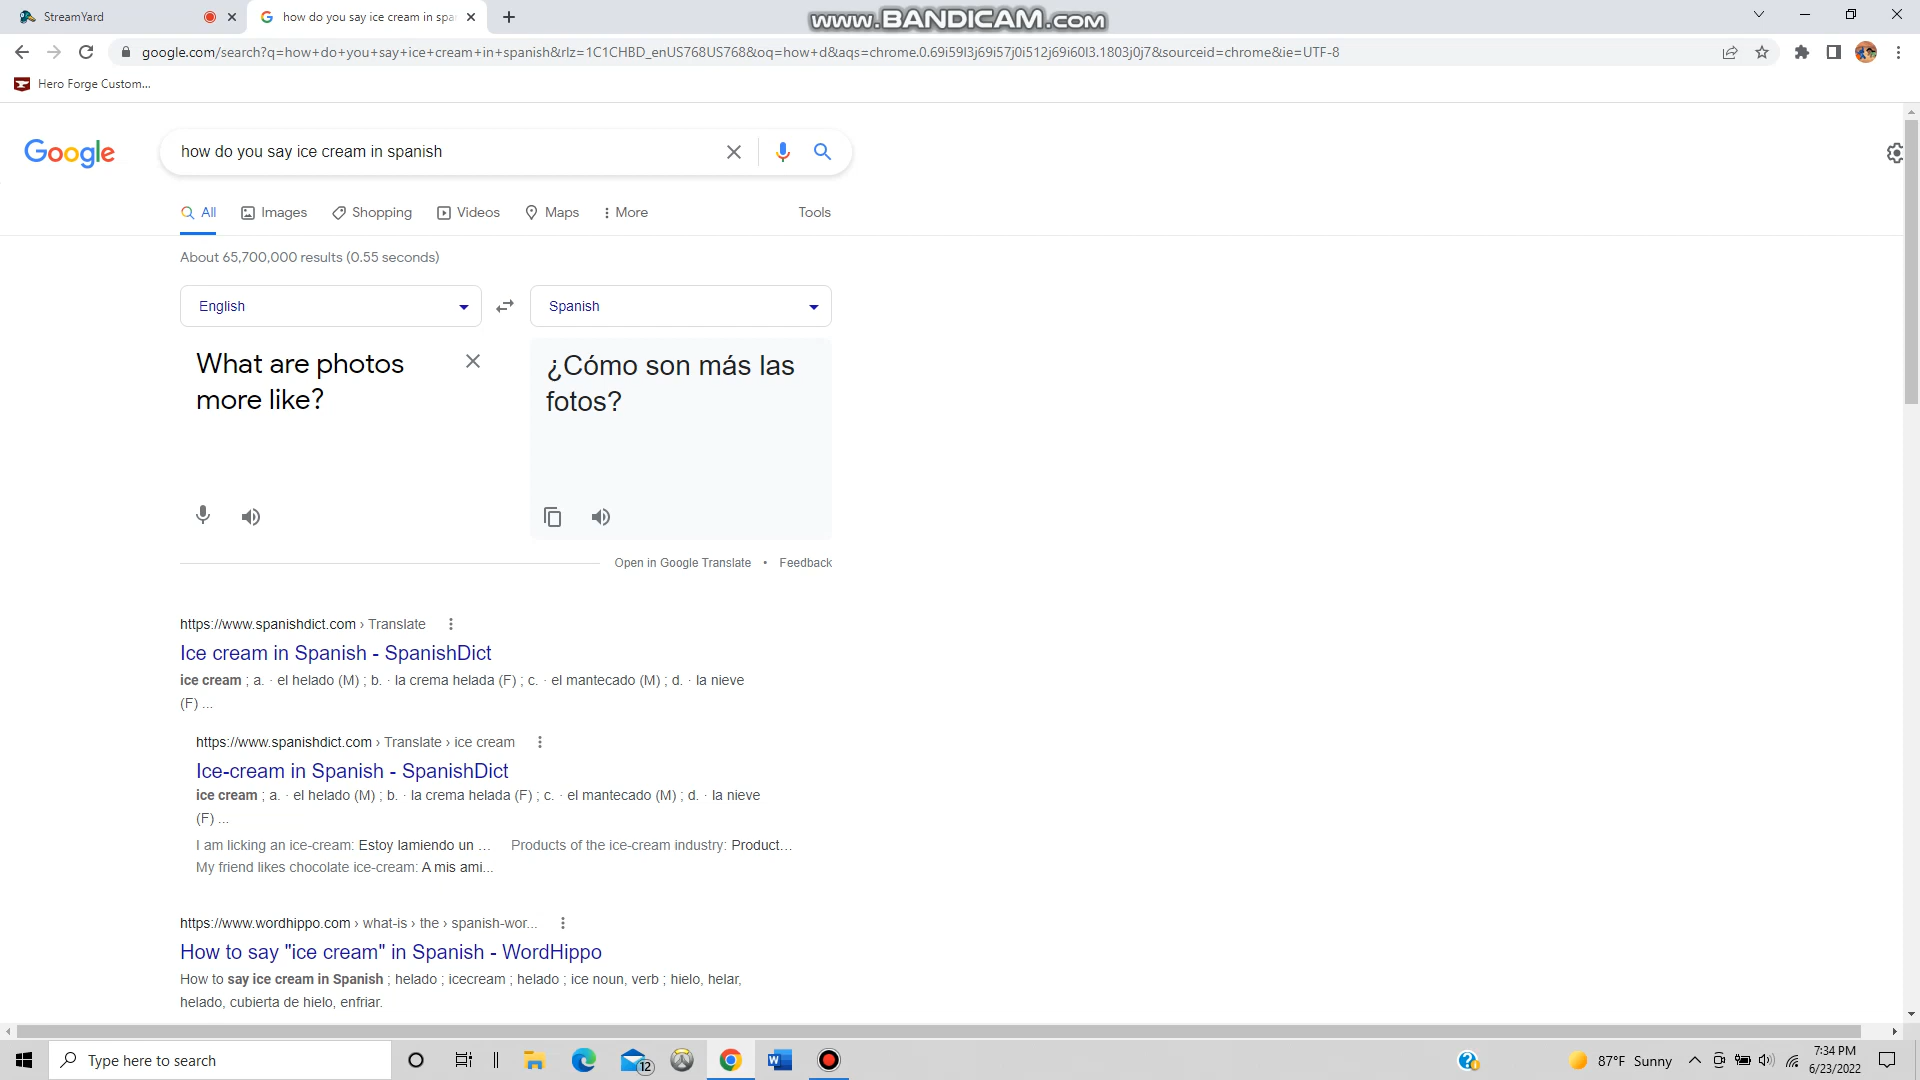 StreamYard
how do you say ice cream in spa
www.BANDICAM.com
google.com/search?q=how+do+you+say+ice+cream+in+spanish&rlz=1C1CHBD_enUS768US768&oq=how+d&aqs=chrome.0.69i59l3j69i57j0i512j69i60l3.1803j0j7&sourceid=chrome&ie=UTF-8
Hero Forge Custom...
Google
how do you say ice cream in spanish
All Images Shopping Videos Maps More Tools
About 65,700,000 results (0.55 seconds)
English Spanish
What are photos
more like?
¿Cómo son más las
fotos?
Open in Google Translate • Feedback
https://www.spanishdict.com › Translate
Ice cream in Spanish - SpanishDict
ice cream ; a. · el helado (M) ; b. · la crema helada (F) ; c. · el mantecado (M) ; d. · la nieve
(F) ...
https://www.spanishdict.com › Translate › ice cream
Ice-cream in Spanish - SpanishDict
ice cream ; a. · el helado (M) ; b. · la crema helada (F) ; c. · el mantecado (M) ; d. · la nieve
(F) ...
I am licking an ice-cream: Estoy lamiendo un ... Products of the ice-cream industry: Product...
My friend likes chocolate ice-cream: A mis ami...
https://www.wordhippo.com › what-is › the › spanish-wor...
How to say "ice cream" in Spanish - WordHippo
How to say ice cream in Spanish ; helado ; icecream ; helado ; ice noun, verb ; hielo, helar,
helado, cubierta de hielo, enfriar.
Type here to search
12
87°F Sunny
7:34 PM
6/23/2022